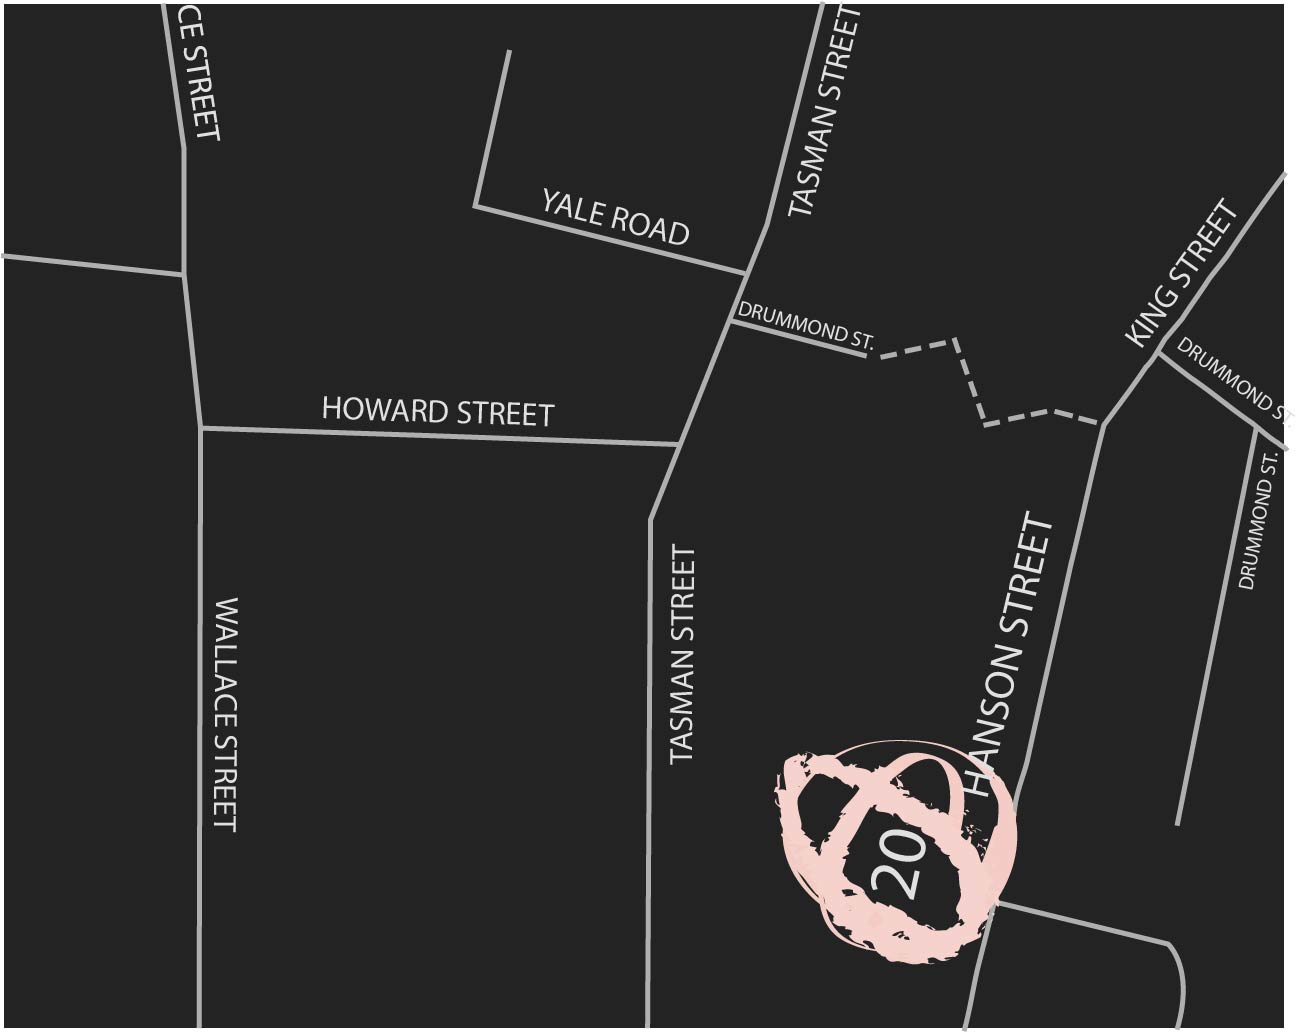 CE STREET
TASMAN STREET
YALE ROAD
KING STREET
DRUMMOND ST.
DRUMMOND ST.
HOWARD STREET
DRUMMOND ST.
HANSON STREET
TASMAN STREET
WALLACE STREET
20